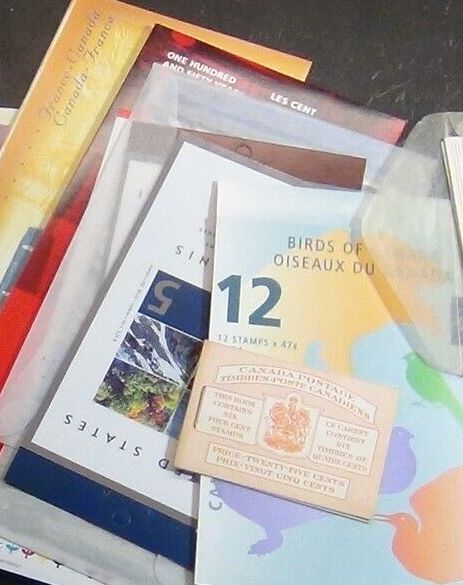 France-Canada
Canada-France
ONE HUNDRED
AND FIFTY YEARS
LES CENT
BIRDS OF
OISEAUX DU
12
12 STAMPS x 47¢
5
STATES
CANADA POSTAGE
TIMBRES-POSTE CANADIENS
THIS BOOK
CONTAINS
SIX
FOUR CENT
STAMPS
CE CARNET
CONTIENT
SIX
TIMBRES DE
QUATRE CENTS
PRICE-TWENTY-FIVE CENTS
PRIX-VINGT-CINQ CENTS